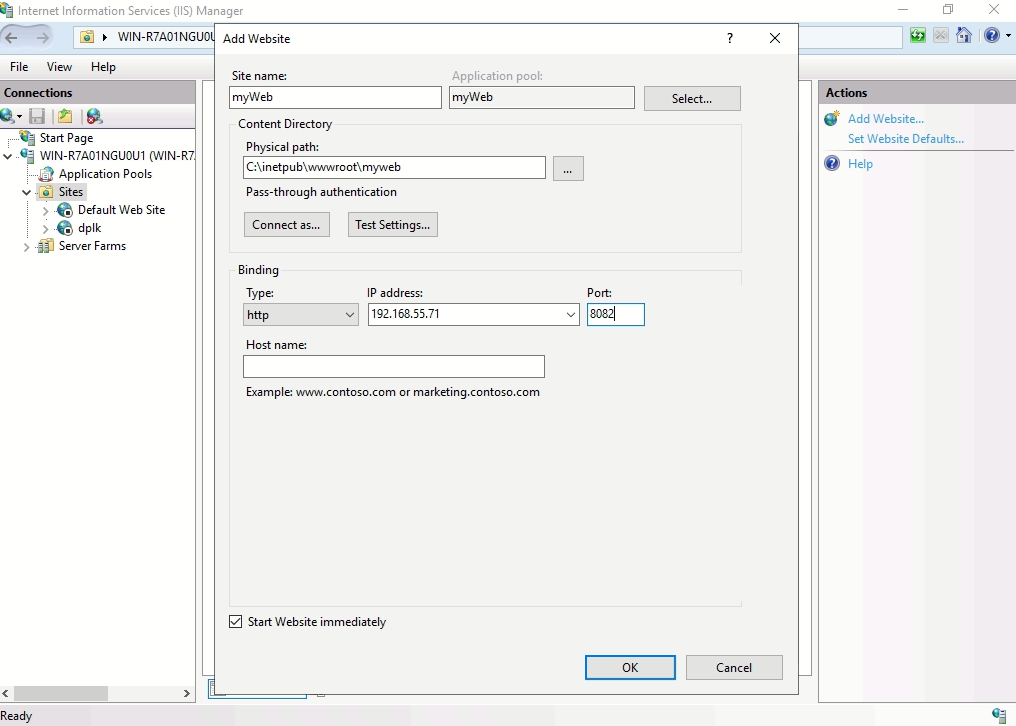 Internet Information Services (IIS) Manager
WIN-R7A01NGU0U
File View Help
Connections
Start Page
WIN-R7A01NGU0U1 (WIN-R7
Application Pools
Sites
Default Web Site
dplk
Server Farms
Add Website
?
Site name:
Application pool:
myWeb
myWeb
Select...
Content Directory
Physical path:
C:\inetpub\wwwroot\myweb
...
Pass-through authentication
Connect as...
Test Settings...
Binding
Type:
IP address:
Port:
http
192.168.55.71
8082
Host name:
Example: www.contoso.com or marketing.contoso.com
Start Website immediately
OK
Cancel
Actions
Add Website...
Set Website Defaults...
Help
Ready